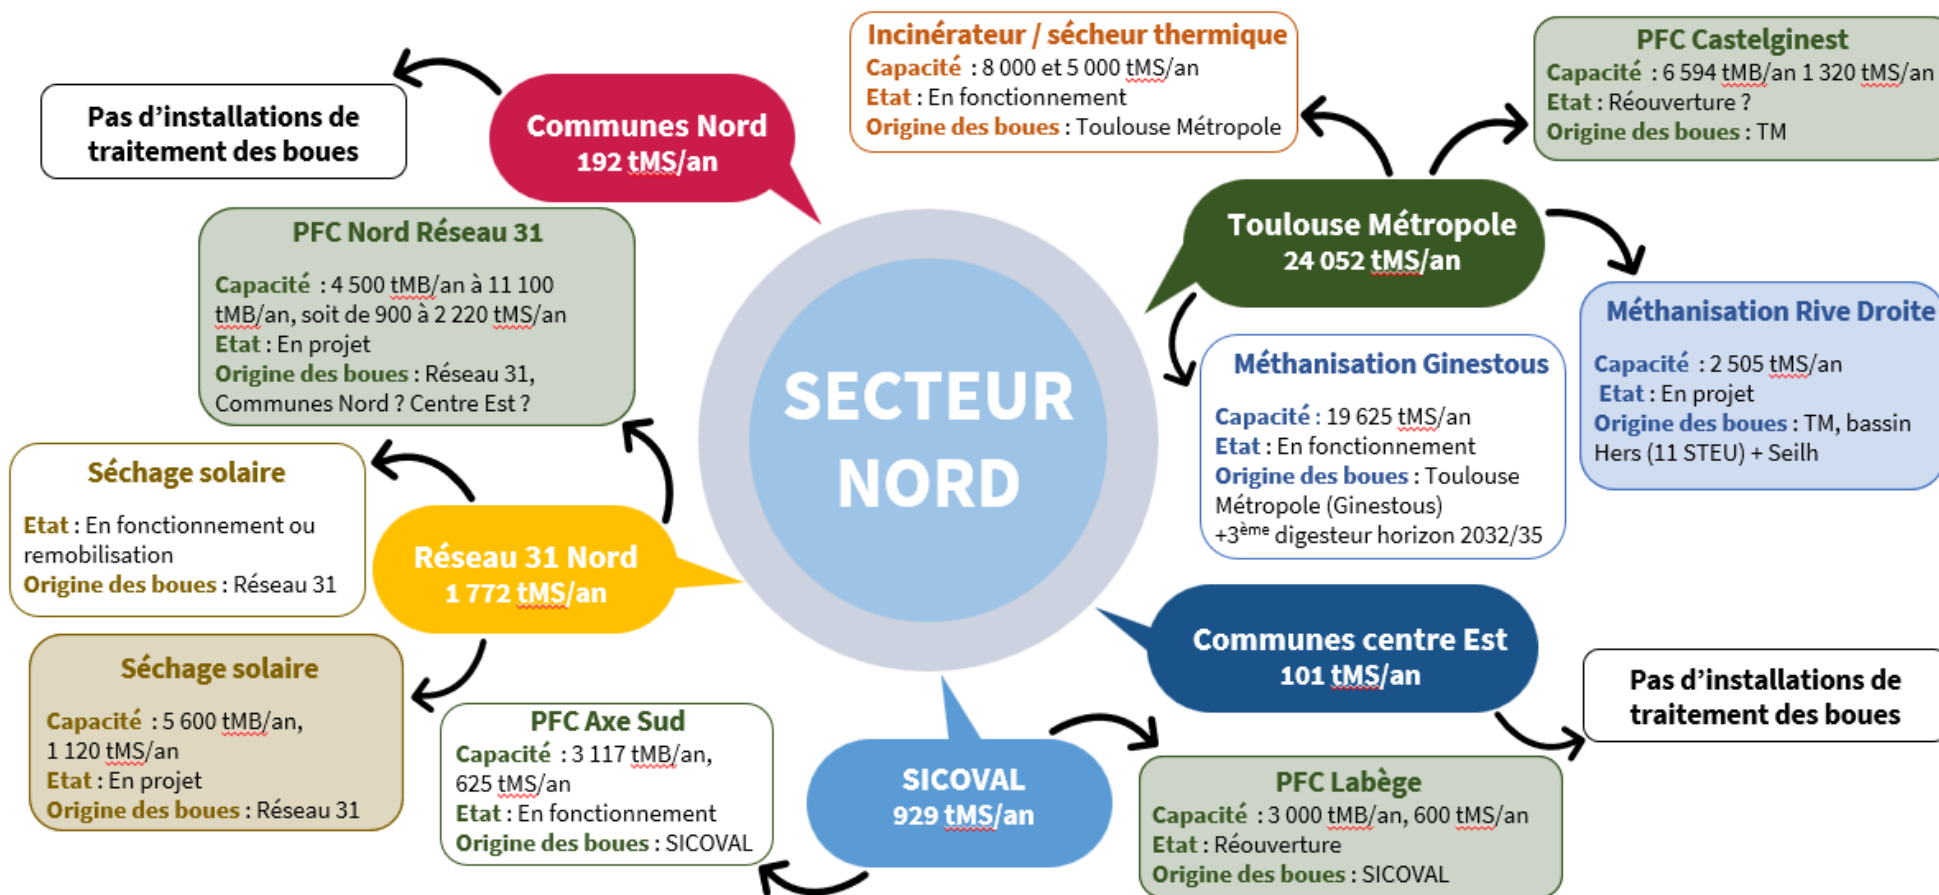 Incinérateur / sécheur thermique
Capacité : 8 000 et 5 000 tMS/an
Etat : En fonctionnement
Origine des boues : Toulouse Métropole
PFC Castelginest
Capacité : 6 594 tMB/an 1 320 tMS/an
Etat : Réouverture ?
Origine des boues : TM
Pas d’installations de
traitement des boues
Communes Nord
192 tMS/an
Toulouse Métropole
24 052 tMS/an
PFC Nord Réseau 31
Capacité : 4 500 tMB/an à 11 100
tMB/an, soit de 900 à 2 220 tMS/an
Etat : En projet
Origine des boues : Réseau 31,
Communes Nord ? Centre Est ?
SECTEUR
NORD
Méthanisation Ginestous
Capacité : 19 625 tMS/an
Etat : En fonctionnement
Origine des boues : Toulouse
Métropole (Ginestous)
+3ème digesteur horizon 2032/35
Méthanisation Rive Droite
Capacité : 2 505 tMS/an
Etat : En projet
Origine des boues : TM, bassin
Hers (11 STEU) + Seilh
Séchage solaire
Etat : En fonctionnement ou
remobilisation
Origine des boues : Réseau 31
Réseau 31 Nord
1 772 tMS/an
Communes centre Est
101 tMS/an
Pas d’installations de
traitement des boues
Séchage solaire
Capacité : 5 600 tMB/an,
1 120 tMS/an
Etat : En projet
Origine des boues : Réseau 31
PFC Axe Sud
Capacité : 3 117 tMB/an,
625 tMS/an
Etat : En fonctionnement
Origine des boues : SICOVAL
SICOVAL
929 tMS/an
PFC Labège
Capacité : 3 000 tMB/an, 600 tMS/an
Etat : Réouverture
Origine des boues : SICOVAL